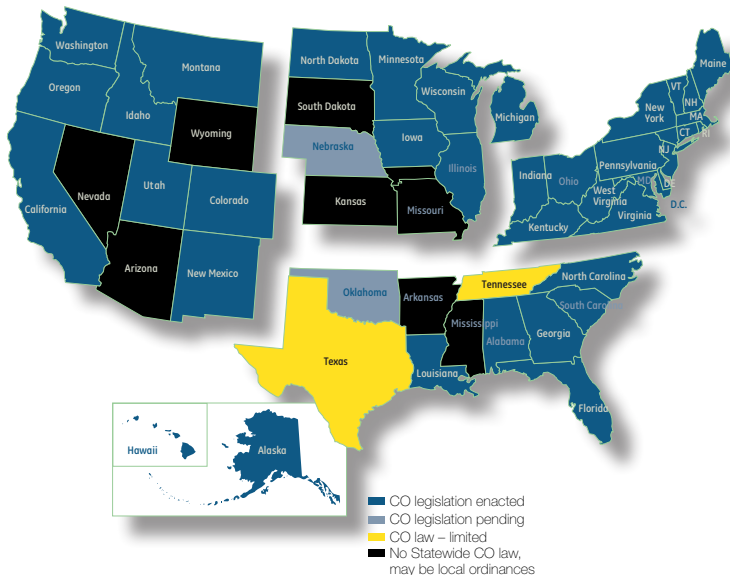 Washington
Montana
Oregon
Idaho
Wyoming
Nevada
Utah
Colorado
California
Arizona
New Mexico
North Dakota
Minnesota
South Dakota
Wisconsin
Michigan
Nebraska
Iowa
Illinois
Kansas
Missouri
Maine
VT
NH
New
York
MA
CT
RI
NJ
Pennsylvania
Indiana
Ohio
MD
DE
West
Virginia
D.C.
Virginia
Kentucky
Oklahoma
Arkansas
Tennessee
North Carolina
South Carolina
Mississippi
Alabama
Georgia
Texas
Louisiana
Florida
Hawaii
Alaska
CO legislation enacted
CO legislation pending
CO law – limited
No Statewide CO law,
may be local ordinances